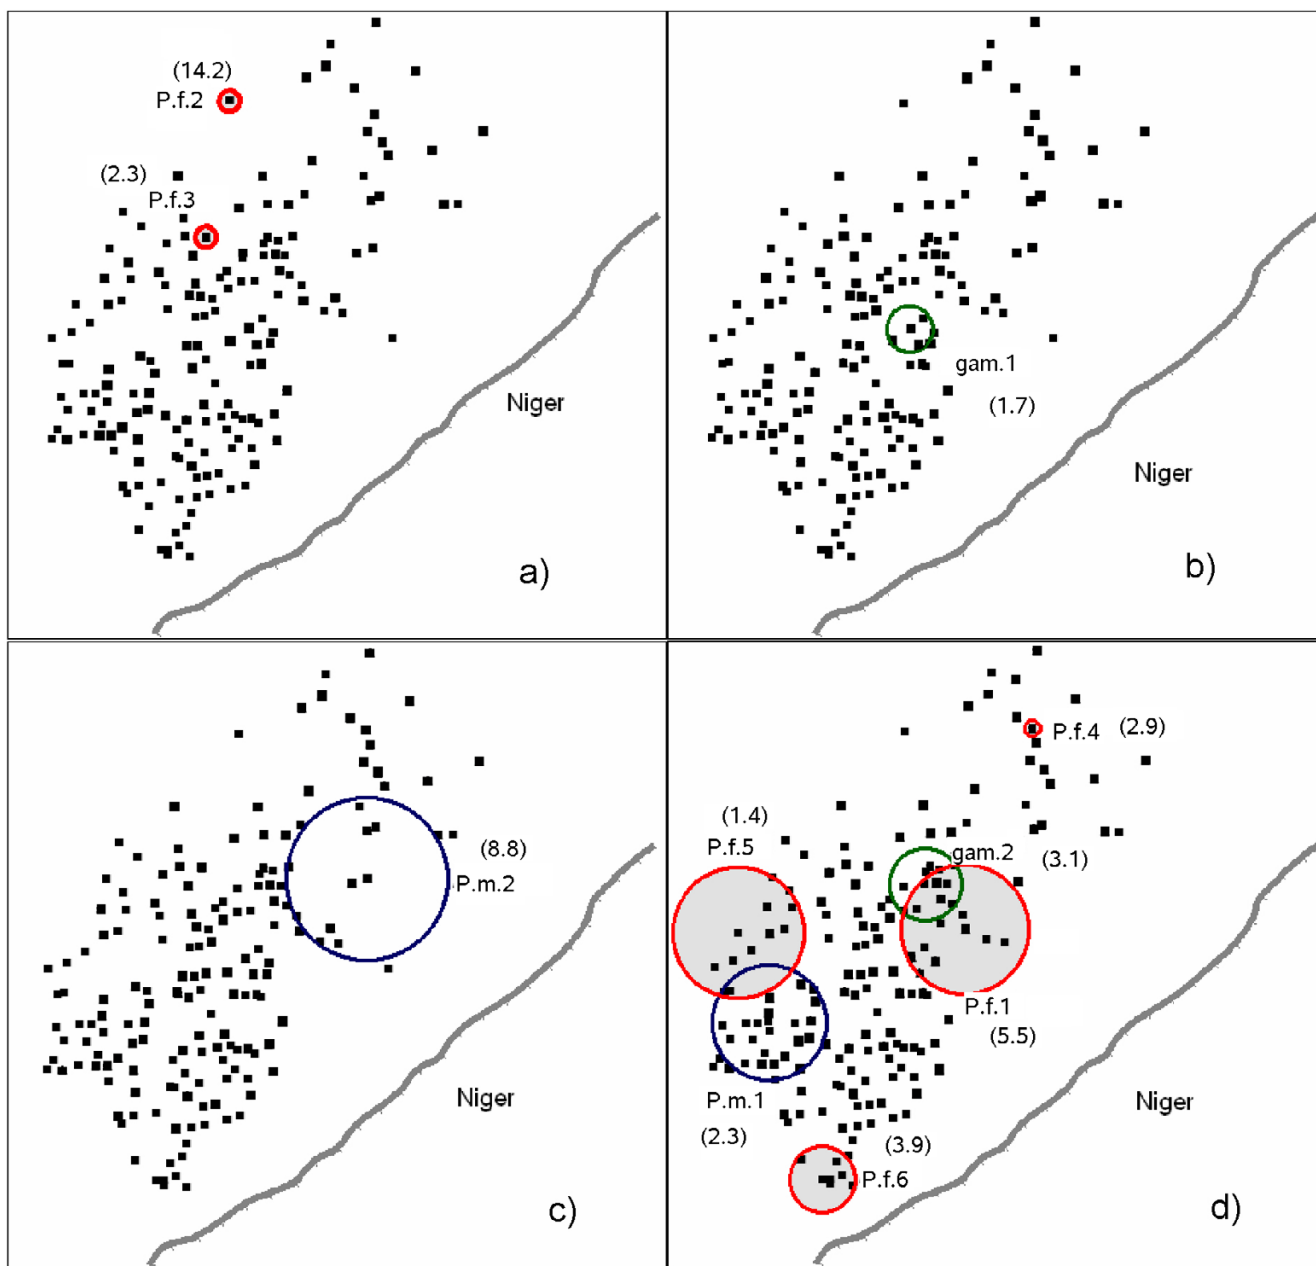 (14.2)
P.f.2
(2.3)
P.f.3
Niger
a)
gam.1
(1.7)
Niger
b)
(8.8)
P.m.2
Niger
c)
P.f.4 (2.9)
(1.4)
P.f.5
gam.2
(3.1)
P.f.1
(5.5)
P.m.1
(2.3)
(3.9)
P.f.6
Niger
d)